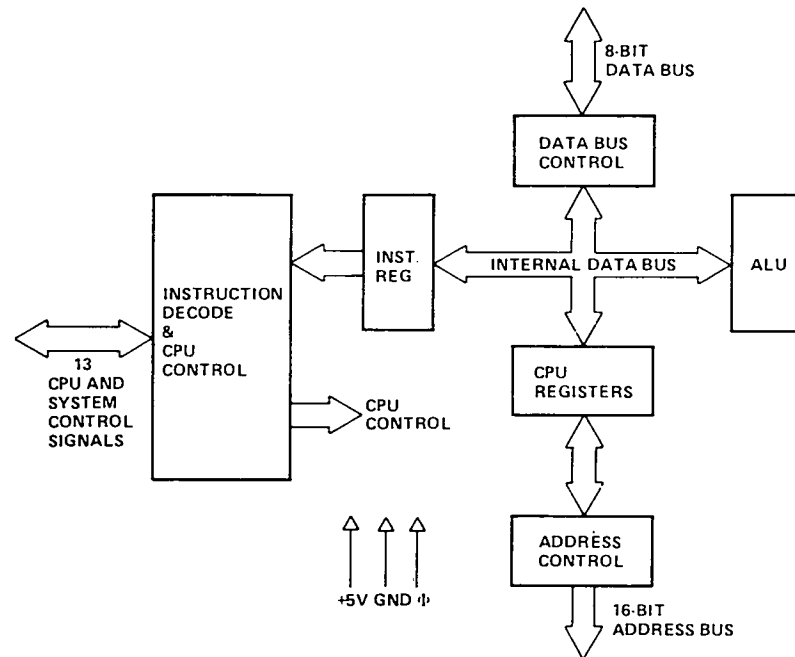 8-BIT
DATA BUS
DATA BUS
CONTROL
INST.
REG
INTERNAL DATA BUS
ALU
INSTRUCTION
DECODE
&
CPU
CONTROL
13
CPU AND
SYSTEM
CONTROL
SIGNALS
CPU
CONTROL
CPU
REGISTERS
ADDRESS
CONTROL
+5V GND Φ
16-BIT
ADDRESS BUS